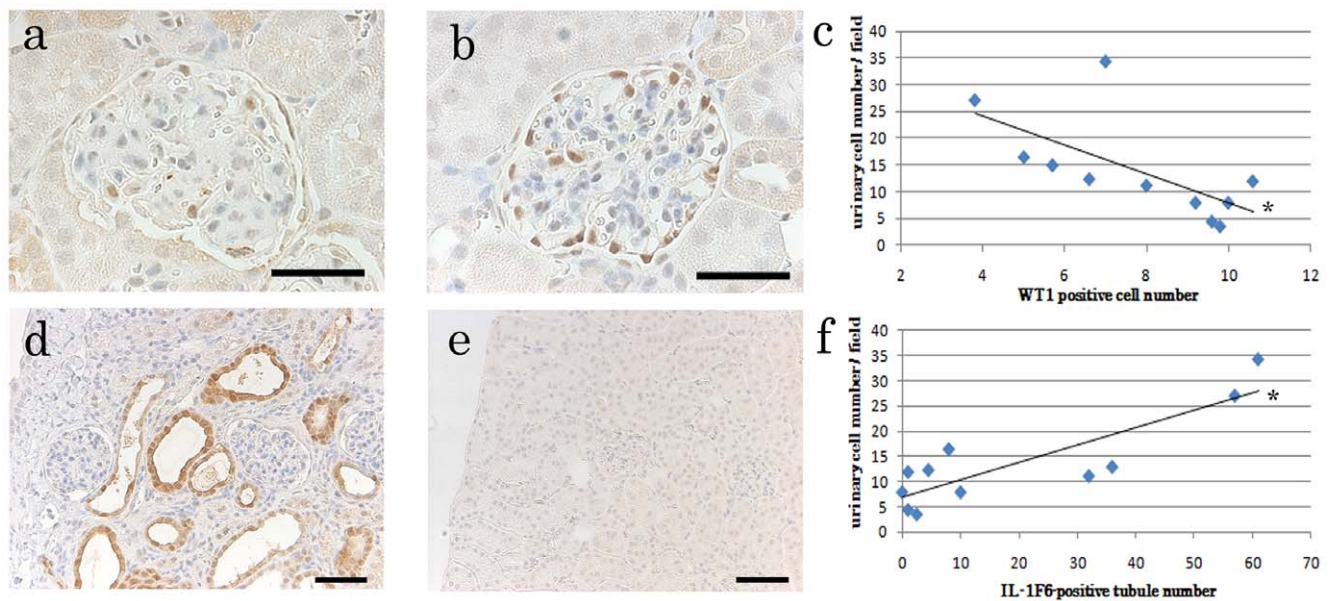 a
b
c
40
35
30
25
20
15
10
5
0
urinary cell number/ field
2 4 6 8 10 12
WT1 positive cell number
*
d
e
f
40
35
30
25
20
15
10
5
0
urinary cell number/ field
0 10 20 30 40 50 60 70
IL-1F6-positive tubule number
*